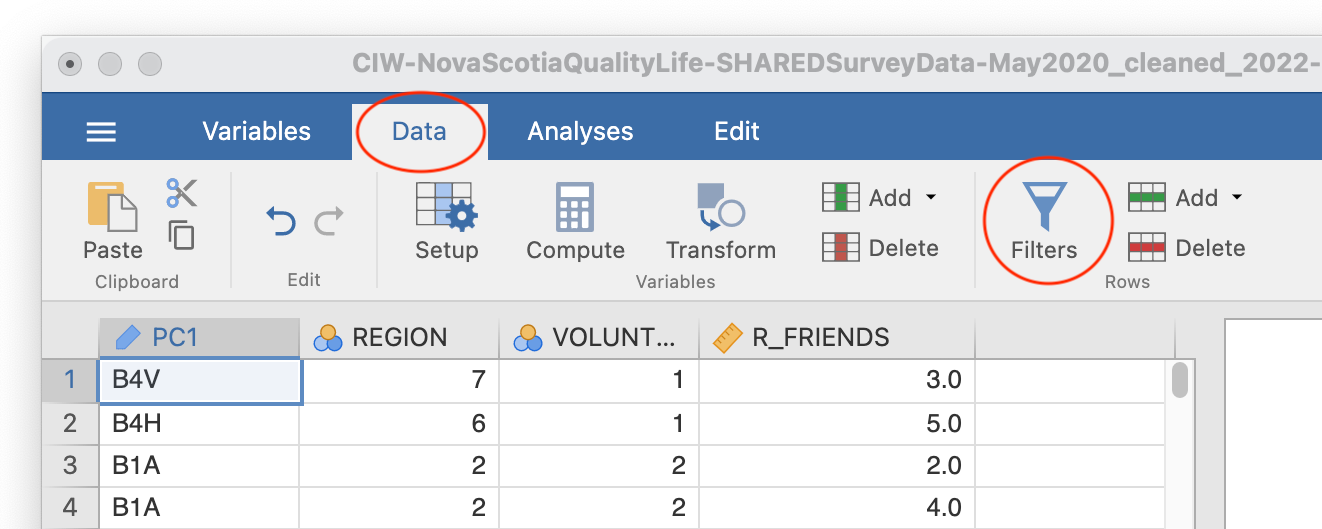 CIW-NovaScotiaQualityLife-SHAREDSurveyData-May2020_cleaned_2022-
Variables Data Analyses Edit
Paste
Clipboard
Edit
Setup Compute Transform Add Delete
Variables
Filters Add Delete
Rows
PC1 REGION VOLUNT... R_FRIENDS
1 B4V 7 1 3.0
2 B4H 6 1 5.0
3 B1A 2 2 2.0
4 B1A 2 2 4.0